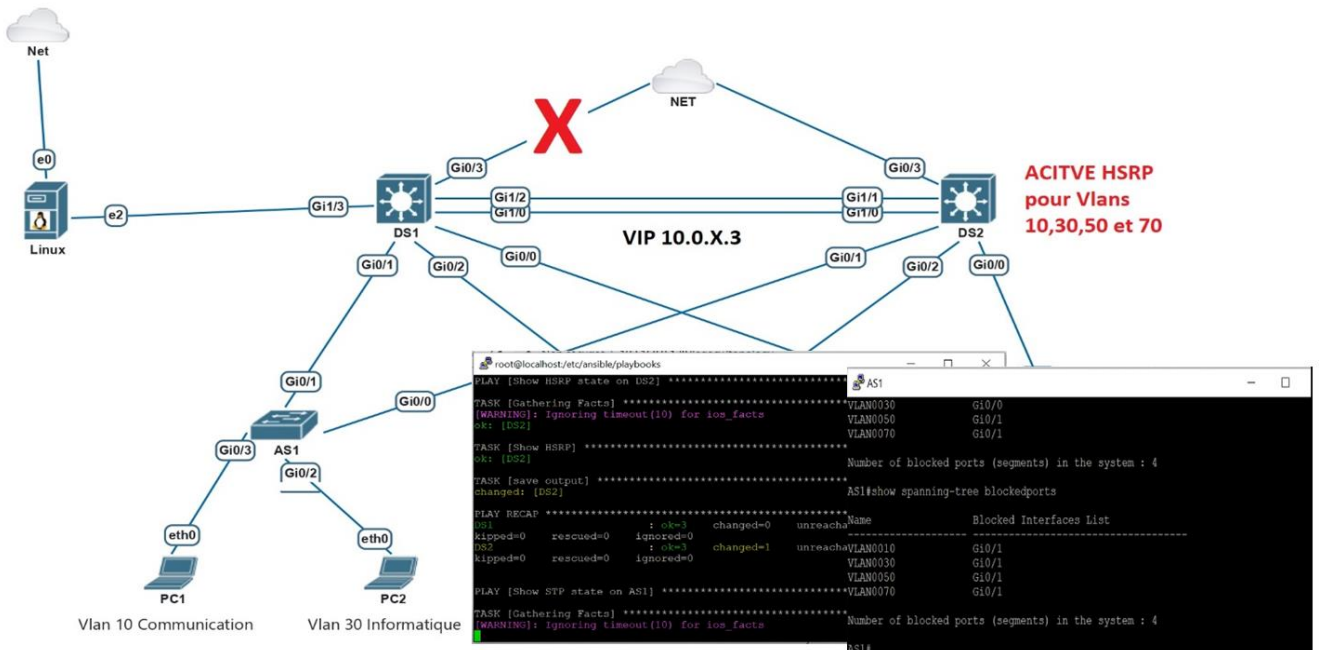 Net
NET
e0
Gi0/3
Gi0/3
ACITVE HSRP
pour Vlans
10,30,50 et 70
Linux
e2
Gi1/3
Gi1/2
Gi1/0
Gi1/1
Gi1/0
DS1
VIP 10.0.X.3
DS2
Gi0/1
Gi0/2
Gi0/0
Gi0/1
Gi0/2
Gi0/0
Gi0/1
Gi0/0
AS1
Gi0/3
Gi0/2
eth0
eth0
PC1
PC2
Vlan 10 Communication
Vlan 30 Informatique
root@localhost:/etc/ansible/playbooks
PLAY [Show HSRP state on DS2] ****************************
TASK [Gathering Facts] ****************************
[WARNING]: Ignoring timeout(10) for ios_facts
ok: [DS2]
TASK [Show HSRP] ****************************
ok: [DS2]
TASK [save output] ****************************
changed: [DS2]
PLAY RECAP ****************************
DS1 : ok=3 changed=0 unreacha
kipped=0 rescued=0 ignored=0
DS2 : ok=3 changed=1 unreacha
kipped=0 rescued=0 ignored=0
PLAY [Show STP state on AS1] ****************************
TASK [Gathering Facts] ****************************
[WARNING]: Ignoring timeout(10) for ios_facts
AS1
VLAN0030 Gi0/0
VLAN0050 Gi0/1
VLAN0070 Gi0/1
Number of blocked ports (segments) in the system : 4
AS1#show spanning-tree blockedports
Name Blocked Interfaces List
-------------------- ------------------------------------
VLAN0010 Gi0/1
VLAN0030 Gi0/1
VLAN0050 Gi0/1
VLAN0070 Gi0/1
Number of blocked ports (segments) in the system : 4
AS1#